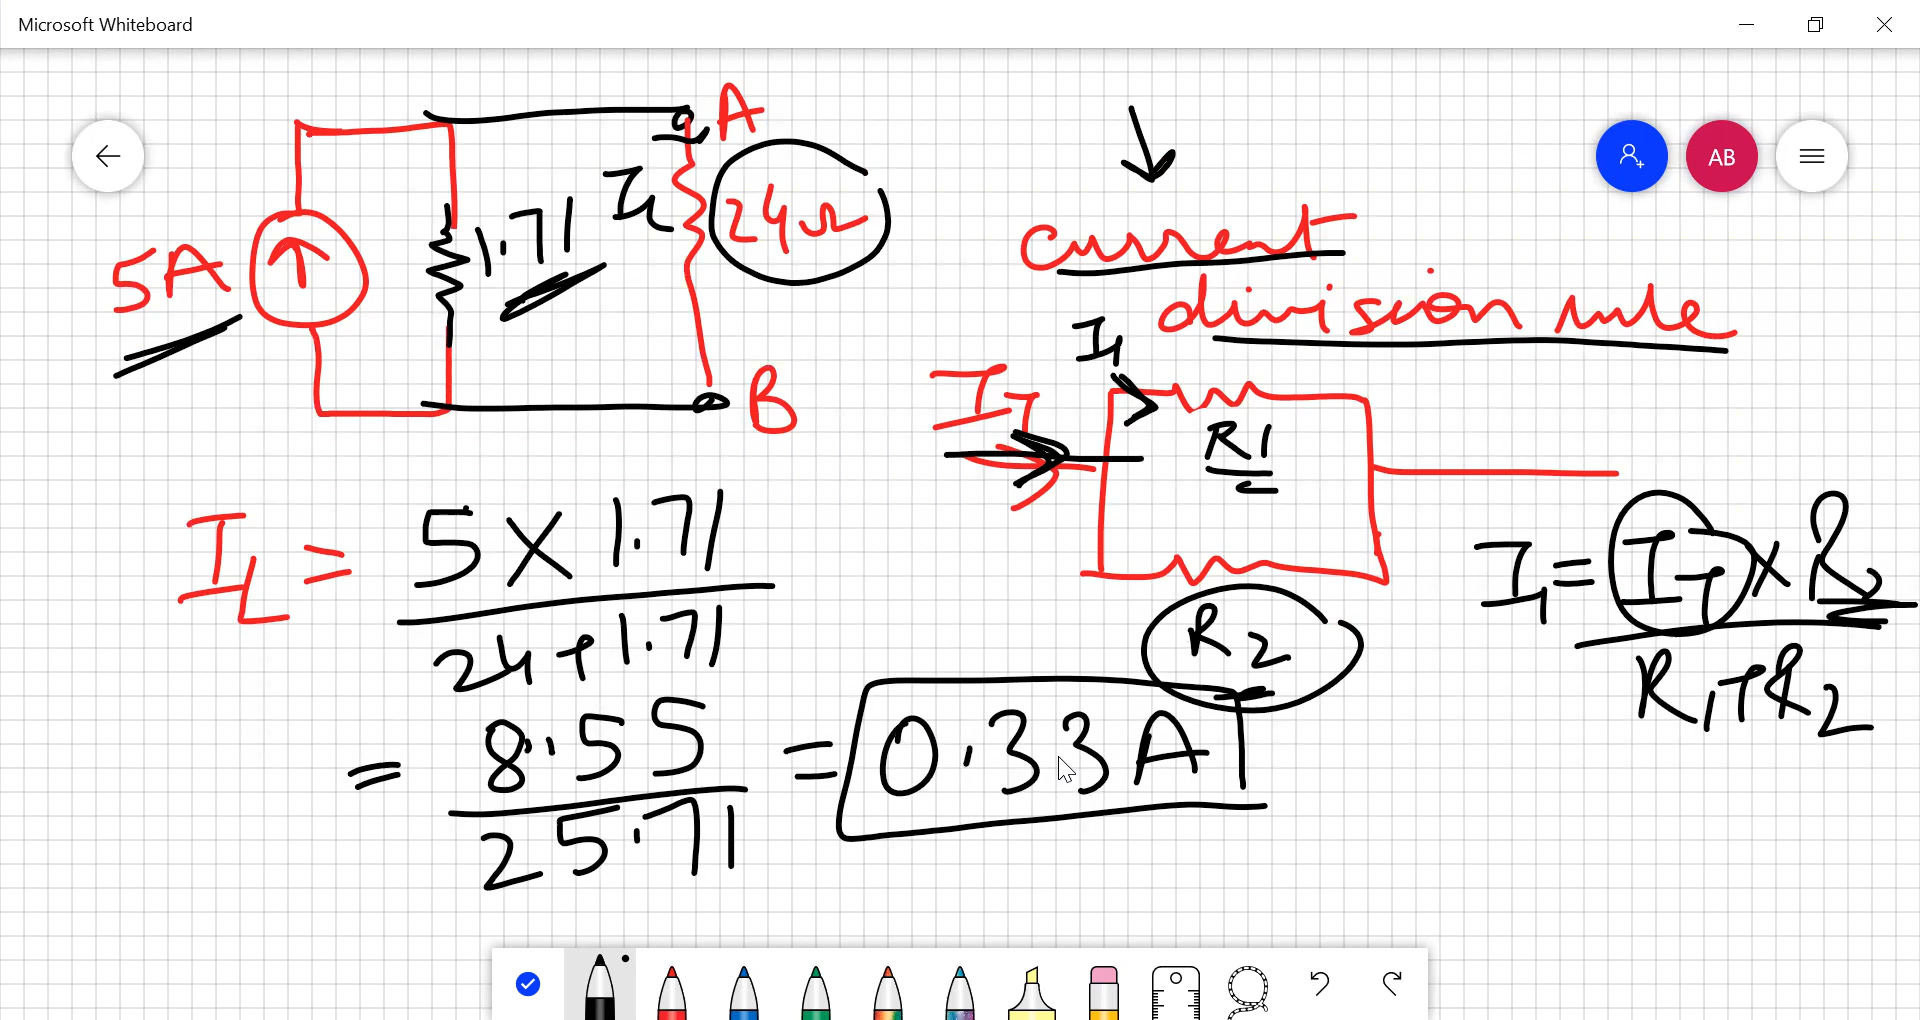 Microsoft Whiteboard
A
5A
1.71
IL
24Ω
B
AB
current
division rule
I1
IT
R1
R2
I1 = IT × R2
R1 + R2
IL = 5 × 1.71
24 + 1.71
= 8.55
25.71
= 0.33A